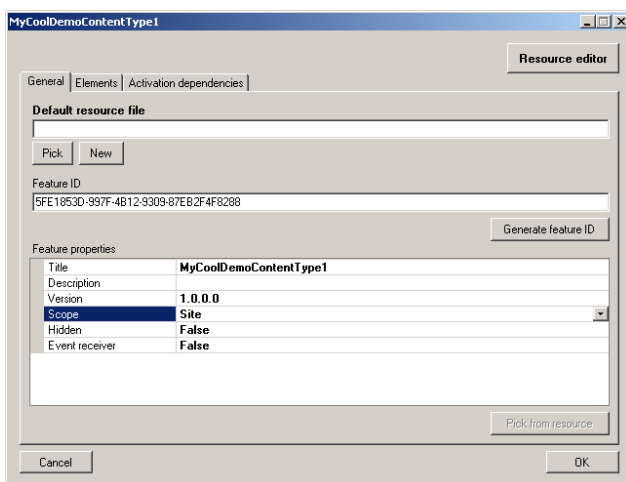 MyCoolDemoContentType1
Resource editor
General Elements Activation dependencies
Default resource file
Pick New
Feature ID
5FE1853D-997F-4B12-9309-87EB2F4F8288
Generate feature ID
Feature properties
Title MyCoolDemoContentType1
Description
Version 1.0.0.0
Scope Site
Hidden False
Event receiver False
Pick from resource
Cancel OK